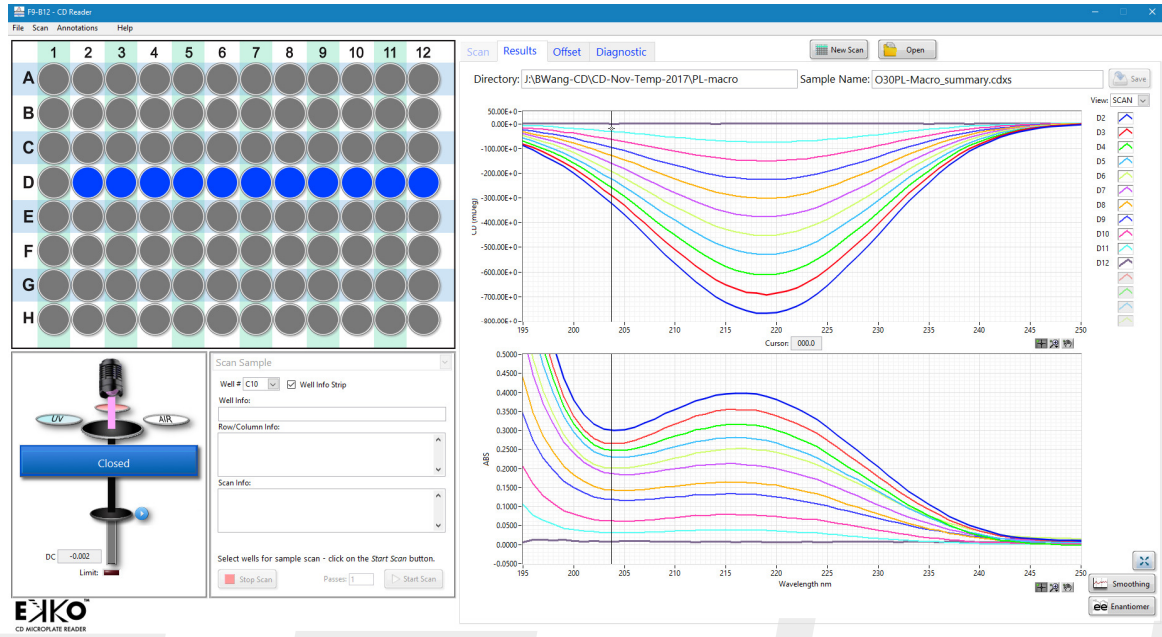 F9-B12 - CD Reader
File Scan Annotations Help
1 2 3 4 5 6 7 8 9 10 11 12
A
B
C
D
E
F
G
H
Scan Results Offset Diagnostic
New Scan Open
Directory: J:\BWang-CD\CD-Nov-Temp-2017\PL-macro Sample Name: O30PL-Macro_summary.cdxs Save
View: SCAN
D2
D3
D4
D5
D6
D7
D8
D9
D10
D11
D12
CD (mdeg)
50.00E+0
0.00E+0
-100.00E+0
-200.00E+0
-300.00E+0
-400.00E+0
-500.00E+0
-600.00E+0
-700.00E+0
-800.00E+0
195 200 205 210 215 220 225 230 235 240 245 250
Cursor: 000.0
ABS
0.5000
0.4500
0.4000
0.3500
0.3000
0.2500
0.2000
0.1500
0.1000
0.0500
0.0000
-0.0500
195 200 205 210 215 220 225 230 235 240 245 250
Wavelength nm
Smoothing
ee Enantiomer
UV AIR
Closed
DC -0.002
Limit:
Scan Sample
Well # C10 Well Info Strip
Well Info:
Row/Column Info:
Scan Info:
Select wells for sample scan - click on the Start Scan button.
Stop Scan Passes: 1 Start Scan
EKKO™
CD MICROPLATE READER